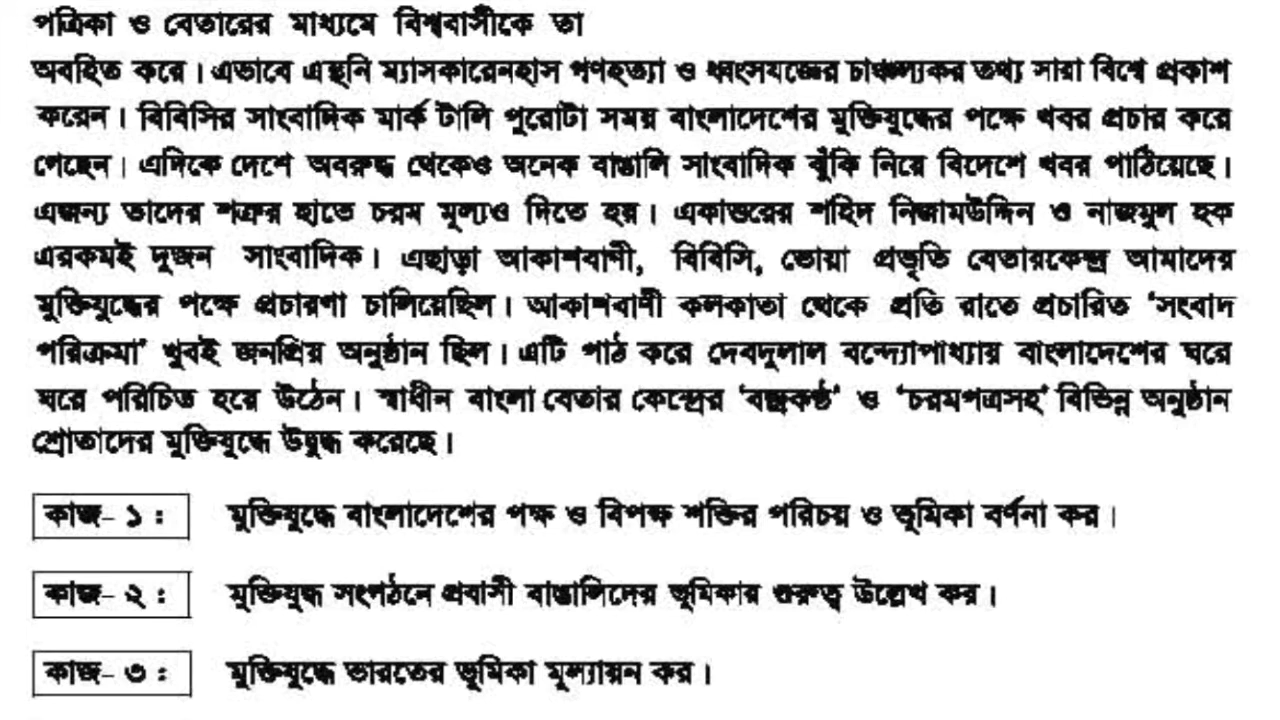 পত্রিকা ও বেতারের মাধ্যমে বিশ্ববাসীকে তা
অবহিত করে। এভাবে এন্থনি ম্যাসকারেনহাস গণহত্যা ও ধ্বংসযজ্ঞের চাঞ্চল্যকর তথ্য সারা বিশ্বে প্রকাশ
করেন। বিবিসির সাংবাদিক মার্ক টালি পুরোটা সময় বাংলাদেশের মুক্তিযুদ্ধের পক্ষে খবর প্রচার করে
গেছেন। এদিকে দেশে অবরুদ্ধ থেকেও অনেক বাঙালি সাংবাদিক ঝুঁকি নিয়ে বিদেশে খবর পাঠিয়েছে।
এজন্য তাদের শত্রুর হাতে চরম মূল্যও দিতে হয়। একাত্তরের শহিদ নিজামউদ্দিন ও নাজমুল হক
এরকমই দুজন সাংবাদিক। এছাড়া আকাশবাণী, বিবিসি, ভোয়া প্রভৃতি বেতারকেন্দ্র আমাদের
মুক্তিযুদ্ধের পক্ষে প্রচারণা চালিয়েছিল। আকাশবাণী কলকাতা থেকে প্রতি রাতে প্রচারিত ‘সংবাদ
পরিক্রমা’ খুবই জনপ্রিয় অনুষ্ঠান ছিল। এটি পাঠ করে দেবদুলাল বন্দ্যোপাধ্যায় বাংলাদেশের ঘরে
ঘরে পরিচিত হয়ে উঠেন। স্বাধীন বাংলা বেতার কেন্দ্রের ‘বজ্রকণ্ঠ’ ও ‘চরমপত্রসহ’ বিভিন্ন অনুষ্ঠান
শ্রোতাদের মুক্তিযুদ্ধে উদ্বুদ্ধ করেছে।
কাজ- ১ : মুক্তিযুদ্ধে বাংলাদেশের পক্ষ ও বিপক্ষ শক্তির পরিচয় ও ভূমিকা বর্ণনা কর।
কাজ- ২ : মুক্তিযুদ্ধ সংগঠনে প্রবাসী বাঙালিদের ভূমিকার গুরুত্ব উল্লেখ কর।
কাজ- ৩ : মুক্তিযুদ্ধে ভারতের ভূমিকা মূল্যায়ন কর।